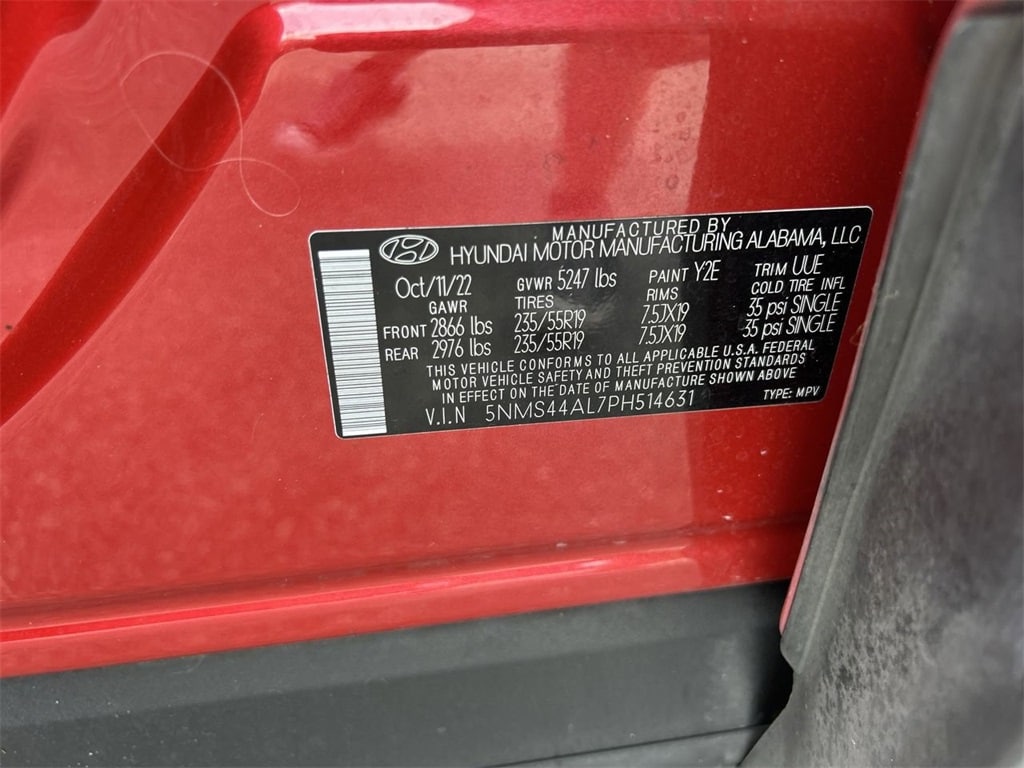 MANUFACTURED BY
HYUNDAI MOTOR MANUFACTURING ALABAMA, LLC
Oct/11/22 GVWR 5247 lbs PAINT Y2E TRIM UUE
GAWR TIRES RIMS COLD TIRE INFL
FRONT 2866 lbs 235/55R19 7.5JX19 35 psi SINGLE
REAR 2976 lbs 235/55R19 7.5JX19 35 psi SINGLE
THIS VEHICLE CONFORMS TO ALL APPLICABLE U.S.A. FEDERAL
MOTOR VEHICLE SAFETY AND THEFT PREVENTION STANDARDS
IN EFFECT ON THE DATE OF MANUFACTURE SHOWN ABOVE
V.I.N 5NMS44AL7PH514631 TYPE: MPV